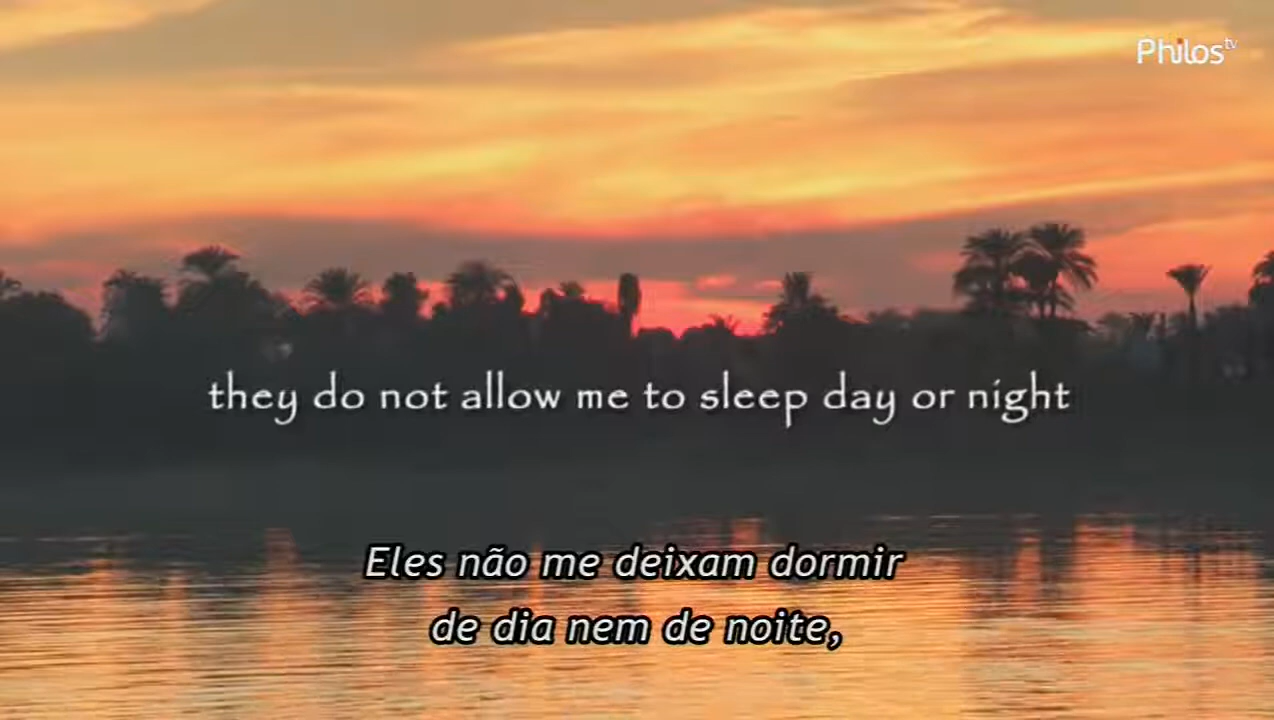 Philos tv
they do not allow me to sleep day or night
Eles não me deixam dormir
de dia nem de noite,